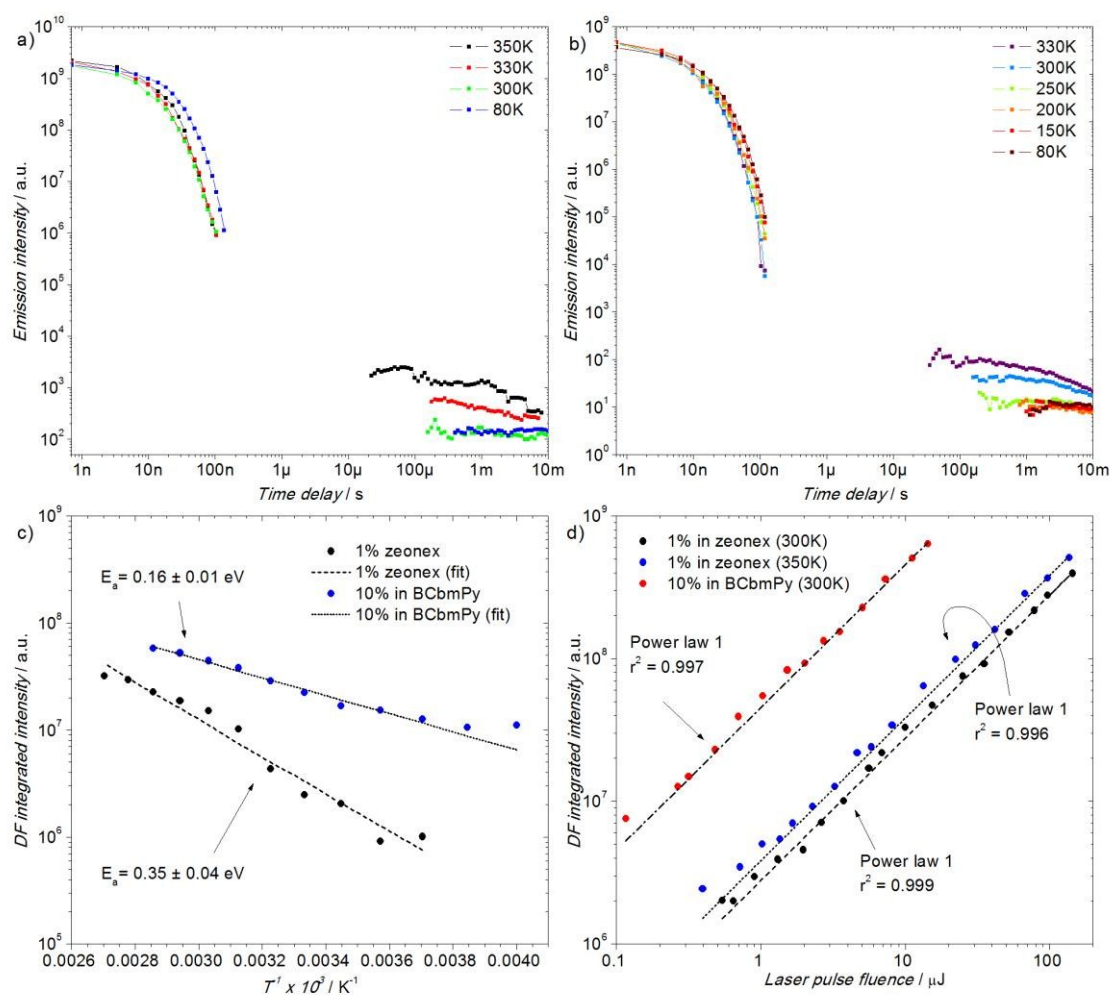 a)
350K
330K
300K
80K
10^10
10^9
10^8
10^7
10^6
10^5
10^4
10^3
10^2
Emission intensity / a.u.
1n 10n 100n 1µ 10µ 100µ 1m 10m
Time delay / s
b)
330K
300K
250K
200K
150K
80K
10^9
10^8
10^7
10^6
10^5
10^4
10^3
10^2
10^1
10^0
Emission intensity / a.u.
1n 10n 100n 1µ 10µ 100µ 1m 10m
Time delay / s
c)
1% zeonex
1% zeonex (fit)
10% in BCbmPy
10% in BCbmPy (fit)
E_a= 0.16 ± 0.01 eV
E_a= 0.35 ± 0.04 eV
10^9
10^8
10^7
10^6
10^5
DF integrated intensity/ a.u.
0.0026 0.0028 0.0030 0.0032 0.0034 0.0036 0.0038 0.0040
T^-1 x 10^3 / K^-1
d)
1% in zeonex (300K)
1% in zeonex (350K)
10% in BCbmPy (300K)
Power law 1
r^2 = 0.997
Power law 1
r^2 = 0.996
Power law 1
r^2 = 0.999
10^9
10^8
10^7
10^6
DF integrated intensity / a.u.
0.1 1 10 100
Laser pulse fluence / µJ